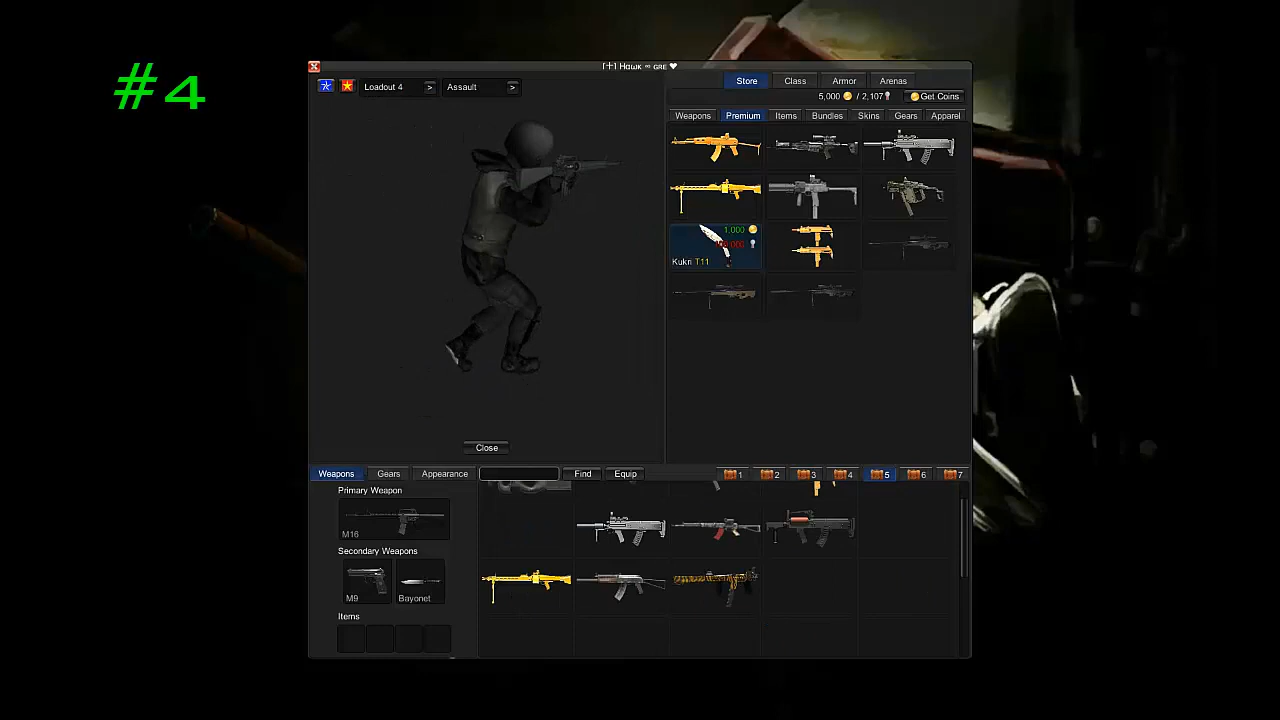 #4
[┼] Hawk ∞ GRE ♥
Loadout 4 >
Assault >
Store Class Armor Arenas
5,000 / 2,107 Get Coins
Weapons Premium Items Bundles Skins Gears Apparel
1,000
Kukri T11
Close
Weapons Gears Appearance Find Equip 1 2 3 4 5 6 7
Primary Weapon
M16
Secondary Weapons
M9 Bayonet
Items